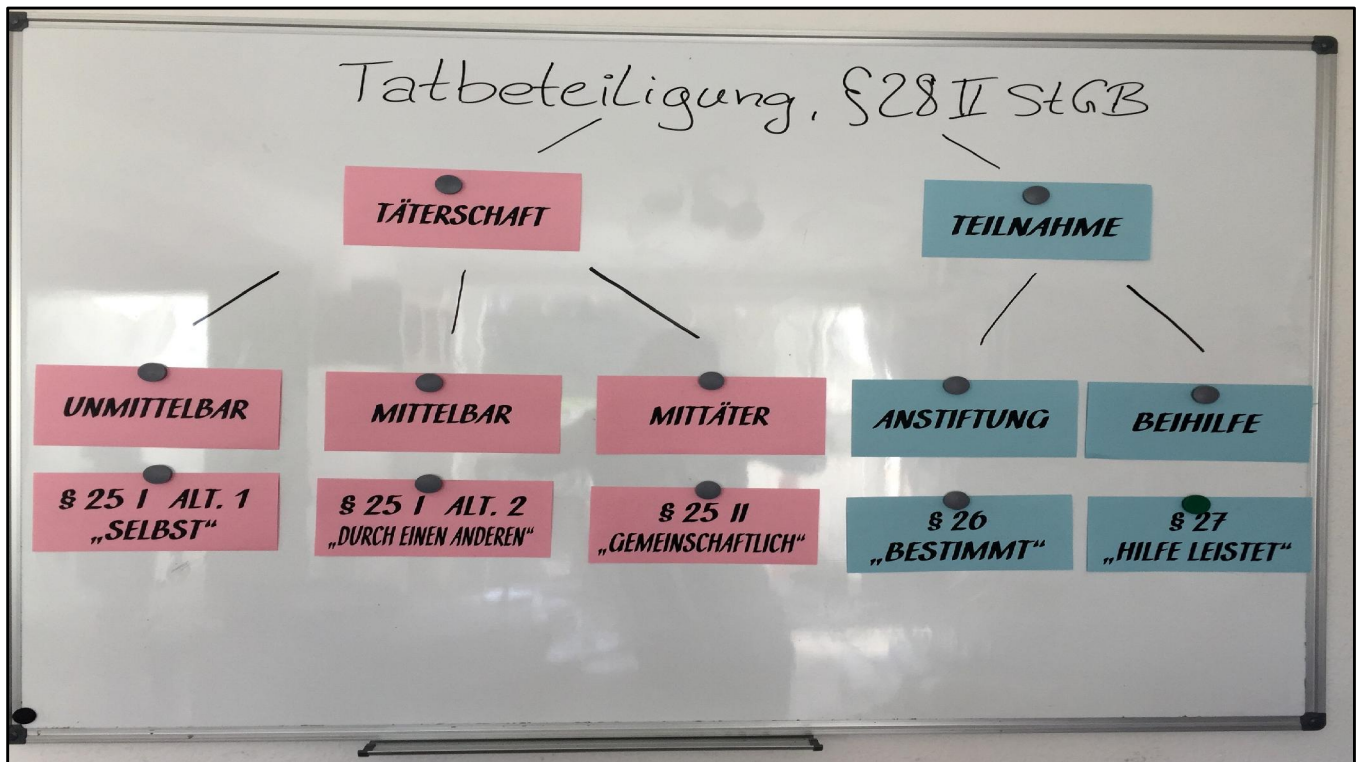 Tatbeteiligung, § 28 II StGB
TÄTERSCHAFT
TEILNAHME
UNMITTELBAR
MITTELBAR
MITTÄTER
ANSTIFTUNG
BEIHILFE
§ 25 I ALT. 1
„SELBST“
§ 25 I ALT. 2
„DURCH EINEN ANDEREN“
§ 25 II
„GEMEINSCHAFTLICH“
§ 26
„BESTIMMT“
§ 27
„HILFE LEISTET“